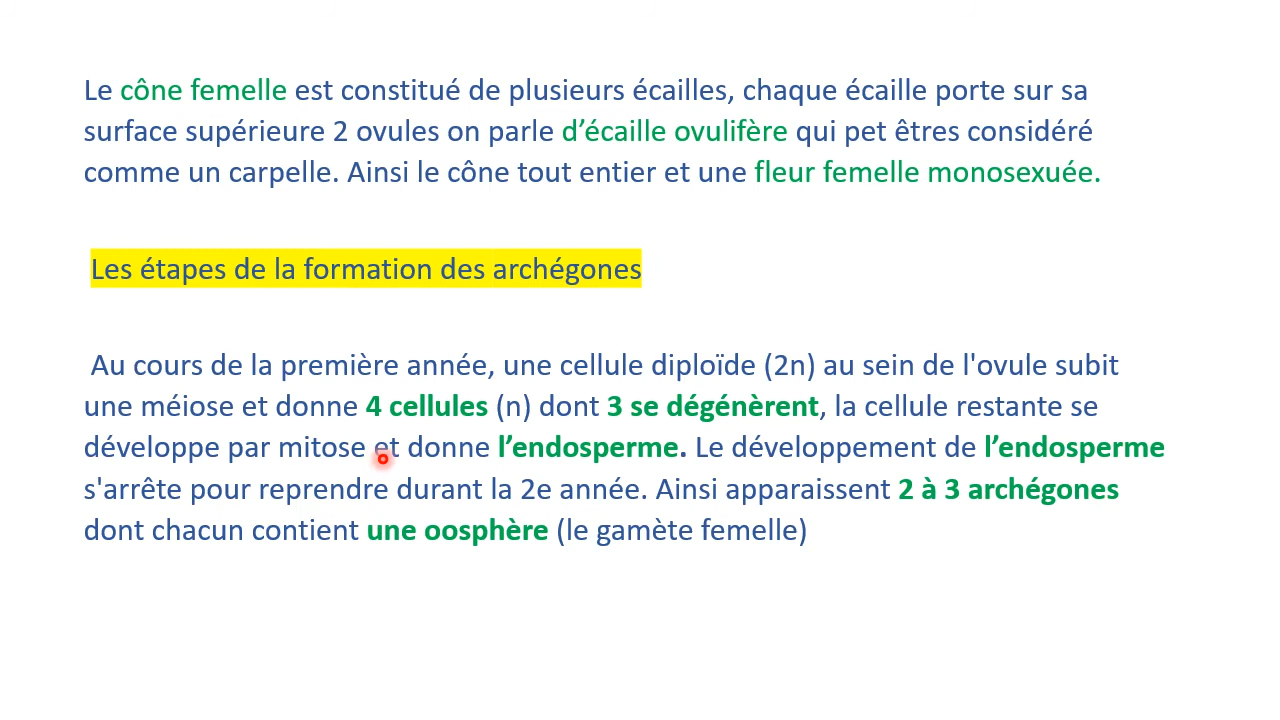 Le cône femelle est constitué de plusieurs écailles, chaque écaille porte sur sa
surface supérieure 2 ovules on parle d’écaille ovulifère qui pet êtres considéré
comme un carpelle. Ainsi le cône tout entier et une fleur femelle monosexuée.
Les étapes de la formation des archégones
Au cours de la première année, une cellule diploïde (2n) au sein de l'ovule subit
une méiose et donne 4 cellules (n) dont 3 se dégénèrent, la cellule restante se
développe par mitose et donne l’endosperme. Le développement de l’endosperme
s'arrête pour reprendre durant la 2e année. Ainsi apparaissent 2 à 3 archégones
dont chacun contient une oosphère (le gamète femelle)